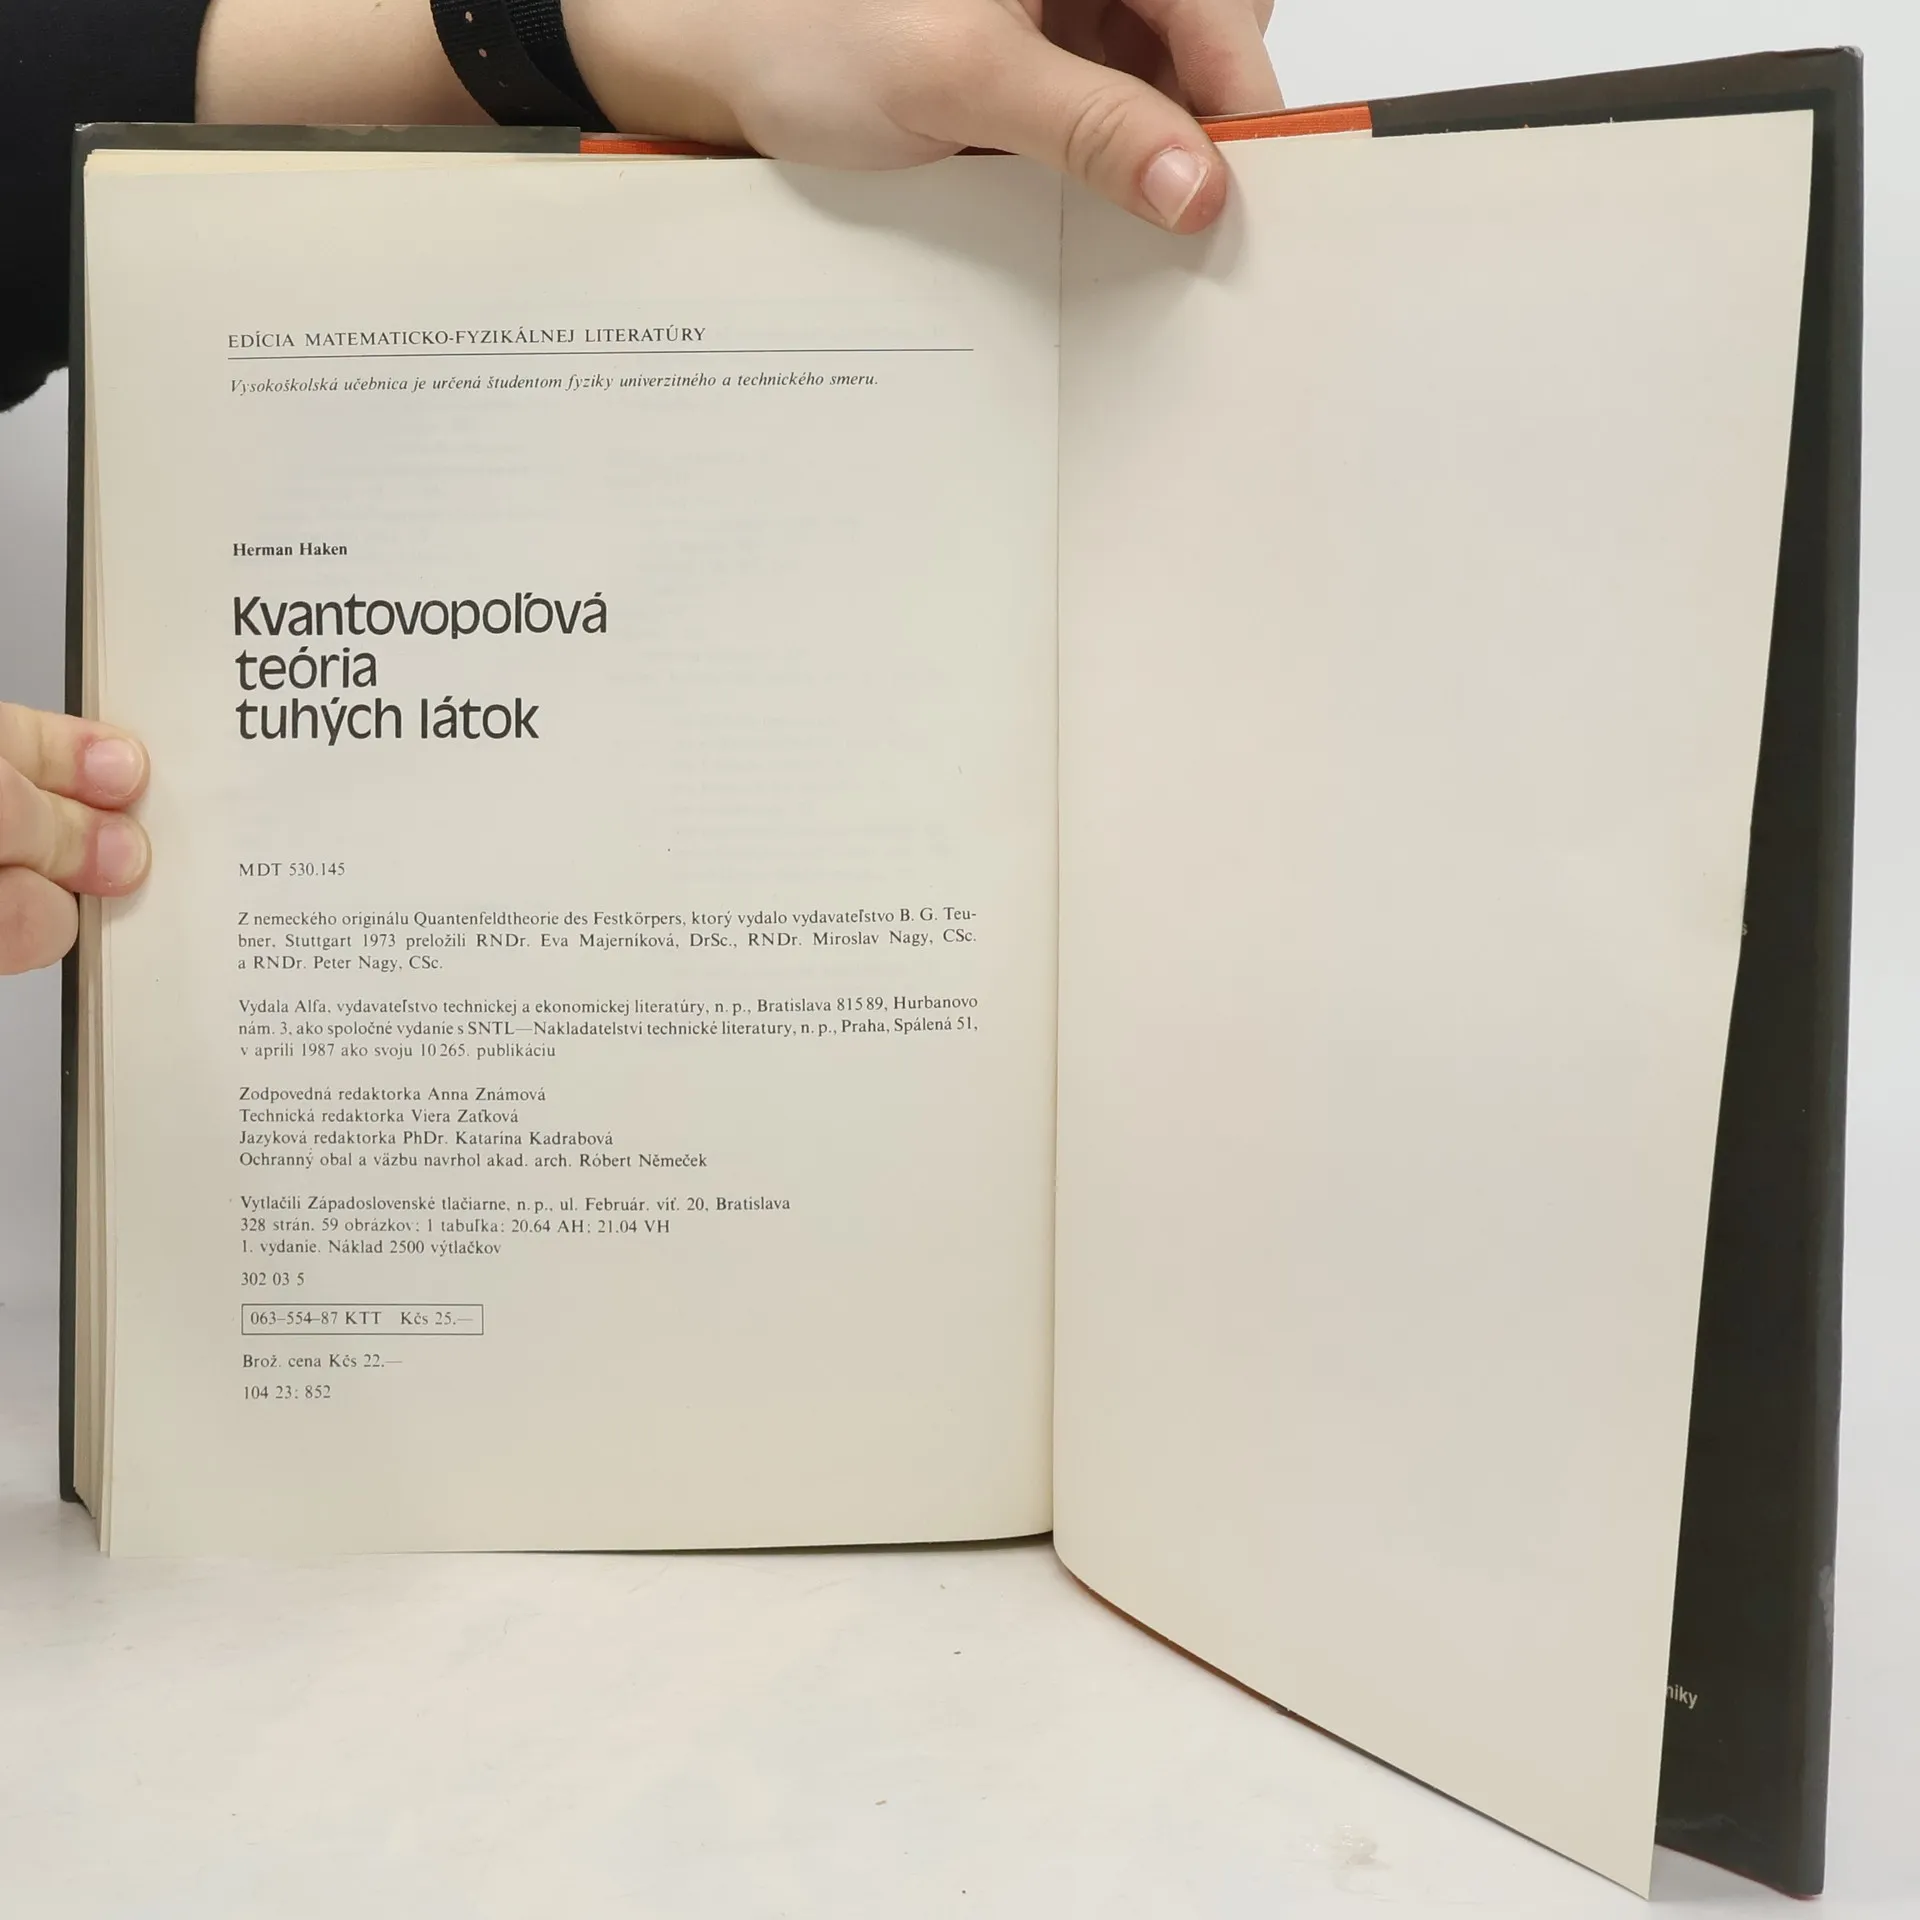 EDÍCIA MATEMATICKO-FYZIKÁLNEJ LITERATÚRY
Vysokoškolská učebnica je určená študentom fyziky univerzitného a technického smeru.
Herman Haken
Kvantovopoľová
teória
tuhých látok
MDT 530.145
Z nemeckého originálu Quantenfeldtheorie des Festkörpers, ktorý vydalo vydavateľstvo B. G. Teu-
bner, Stuttgart 1973 preložili RNDr. Eva Majerníková, DrSc., RNDr. Miroslav Nagy, CSc.
a RNDr. Peter Nagy, CSc.
Vydala Alfa, vydavateľstvo technickej a ekonomickej literatúry, n. p., Bratislava 815 89, Hurbanovo
nám. 3, ako spoločné vydanie s SNTL—Nakladatelství technické literatury, n. p., Praha, Spálená 51,
v apríli 1987 ako svoju 10 265. publikáciu
Zodpovedná redaktorka Anna Známová
Technická redaktorka Viera Zaťková
Jazyková redaktorka PhDr. Katarína Kadrabová
Ochranný obal a väzbu navrhol akad. arch. Róbert Němeček
Vytlačili Západoslovenské tlačiarne, n. p., ul. Február. víť. 20, Bratislava
328 strán. 59 obrázkov; 1 tabuľka; 20.64 AH; 21.04 VH
1. vydanie. Náklad 2500 výtlačkov
302 03 5
063–554–87 KTT Kčs 25.—
Brož. cena Kčs 22.—
104 23: 852